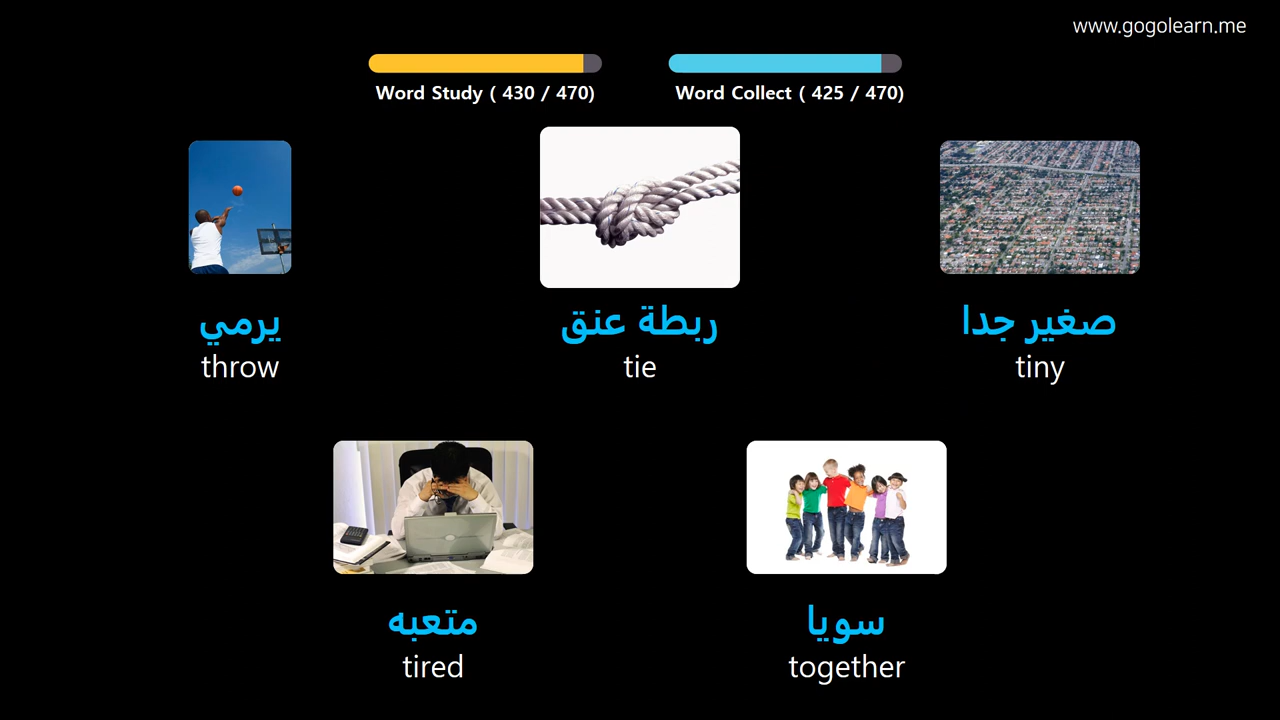 www.gogolearn.me
Word Study ( 430 / 470)
Word Collect ( 425 / 470)
يرمي
throw
ربطة عنق
tie
صغير جدا
tiny
متعبه
tired
سويا
together